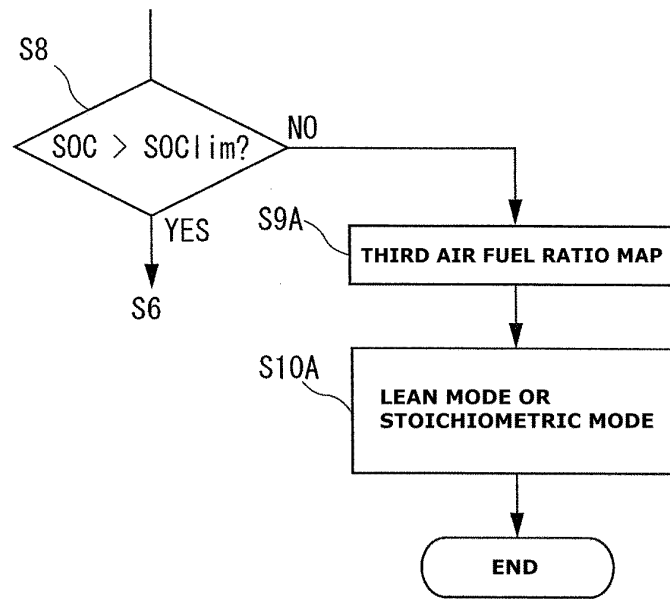 S8
SOC > SOClim?
NO
YES
S6
S9A
THIRD AIR FUEL RATIO MAP
S10A
LEAN MODE OR
STOICHIOMETRIC MODE
END